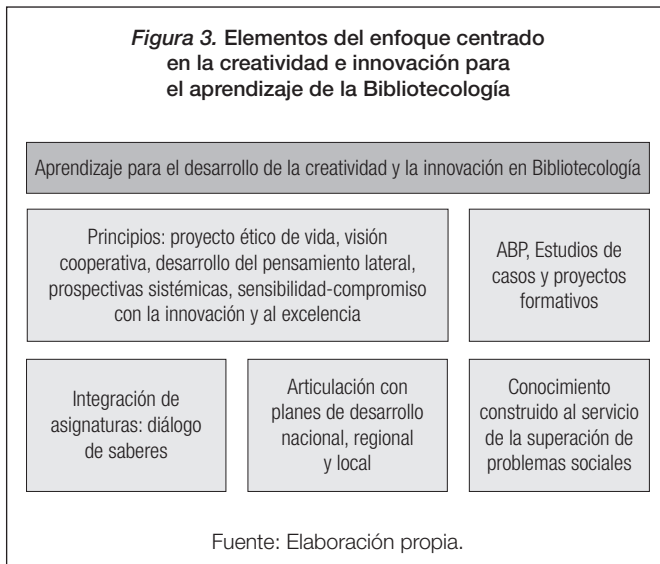 Figura 3. Elementos del enfoque centrado
en la creatividad e innovación para
el aprendizaje de la Bibliotecología
Aprendizaje para el desarrollo de la creatividad y la innovación en Bibliotecología
Principios: proyecto ético de vida, visión
cooperativa, desarrollo del pensamiento lateral,
prospectivas sistémicas, sensibilidad-compromiso
con la innovación y al excelencia
ABP, Estudios de
casos y proyectos
formativos
Integración de
asignaturas: diálogo
de saberes
Articulación con
planes de desarrollo
nacional, regional
y local
Conocimiento
construido al servicio
de la superación de
problemas sociales
Fuente: Elaboración propia.